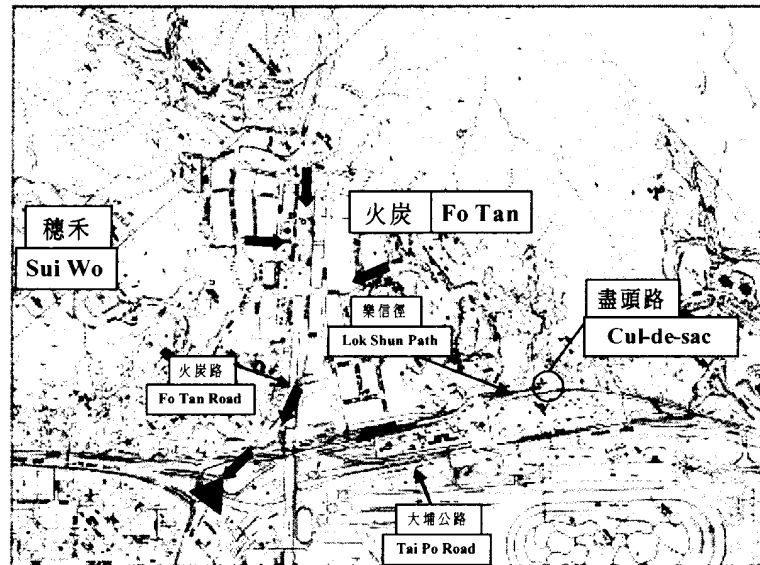 穗禾
Sui Wo
火炭 Fo Tan
樂信徑
Lok Shun Path
盡頭路
Cul-de-sac
火炭路
Fo Tan Road
大埔公路
Tai Po Road